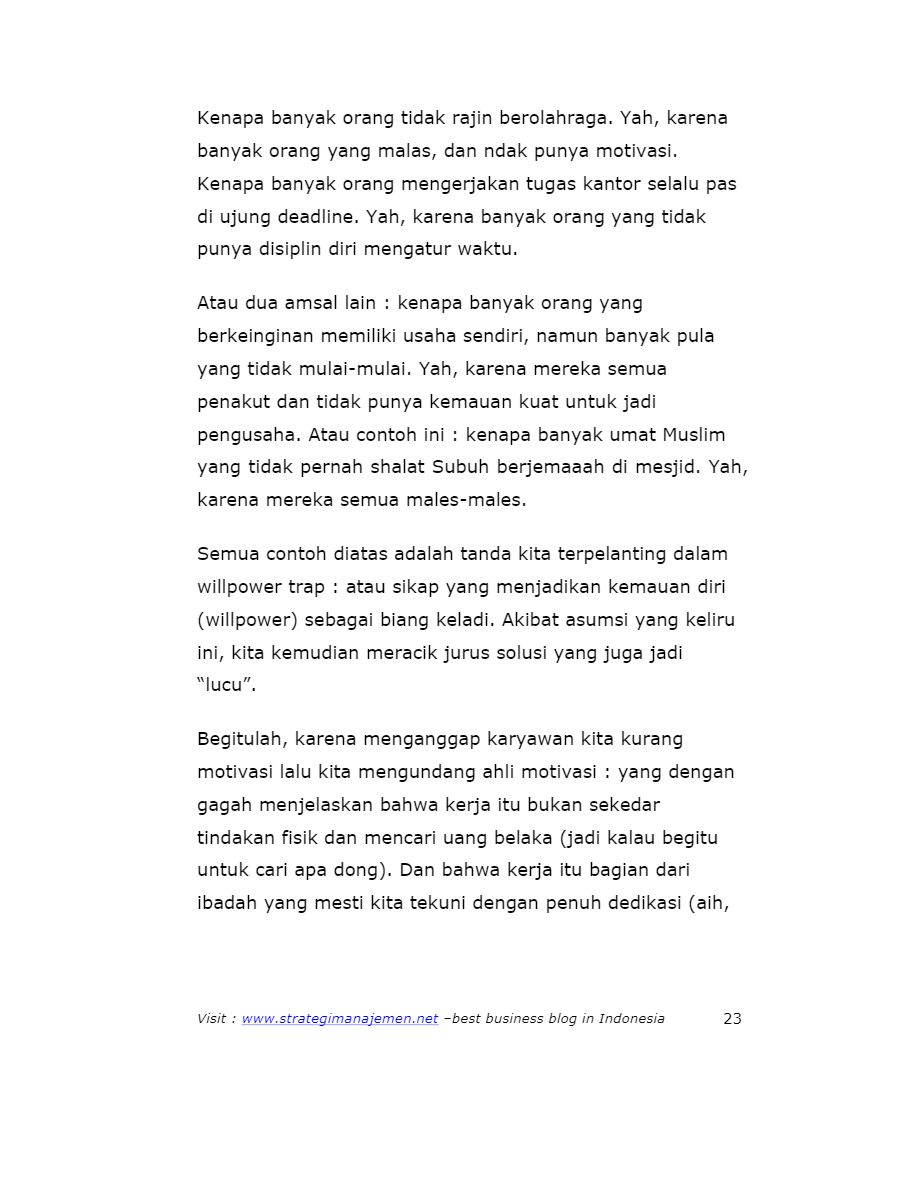 Kenapa banyak orang tidak rajin berolahraga. Yah, karena
banyak orang yang malas, dan ndak punya motivasi.
Kenapa banyak orang mengerjakan tugas kantor selalu pas
di ujung deadline. Yah, karena banyak orang yang tidak
punya disiplin diri mengatur waktu.
Atau dua amsal lain : kenapa banyak orang yang
berkeinginan memiliki usaha sendiri, namun banyak pula
yang tidak mulai-mulai. Yah, karena mereka semua
penakut dan tidak punya kemauan kuat untuk jadi
pengusaha. Atau contoh ini : kenapa banyak umat Muslim
yang tidak pernah shalat Subuh berjemaaah di mesjid. Yah,
karena mereka semua males-males.
Semua contoh diatas adalah tanda kita terpelanting dalam
willpower trap : atau sikap yang menjadikan kemauan diri
(willpower) sebagai biang keladi. Akibat asumsi yang keliru
ini, kita kemudian meracik jurus solusi yang juga jadi
“lucu”.
Begitulah, karena menganggap karyawan kita kurang
motivasi lalu kita mengundang ahli motivasi : yang dengan
gagah menjelaskan bahwa kerja itu bukan sekedar
tindakan fisik dan mencari uang belaka (jadi kalau begitu
untuk cari apa dong). Dan bahwa kerja itu bagian dari
ibadah yang mesti kita tekuni dengan penuh dedikasi (aih,
Visit : www.strategimanajemen.net –best business blog in Indonesia 23